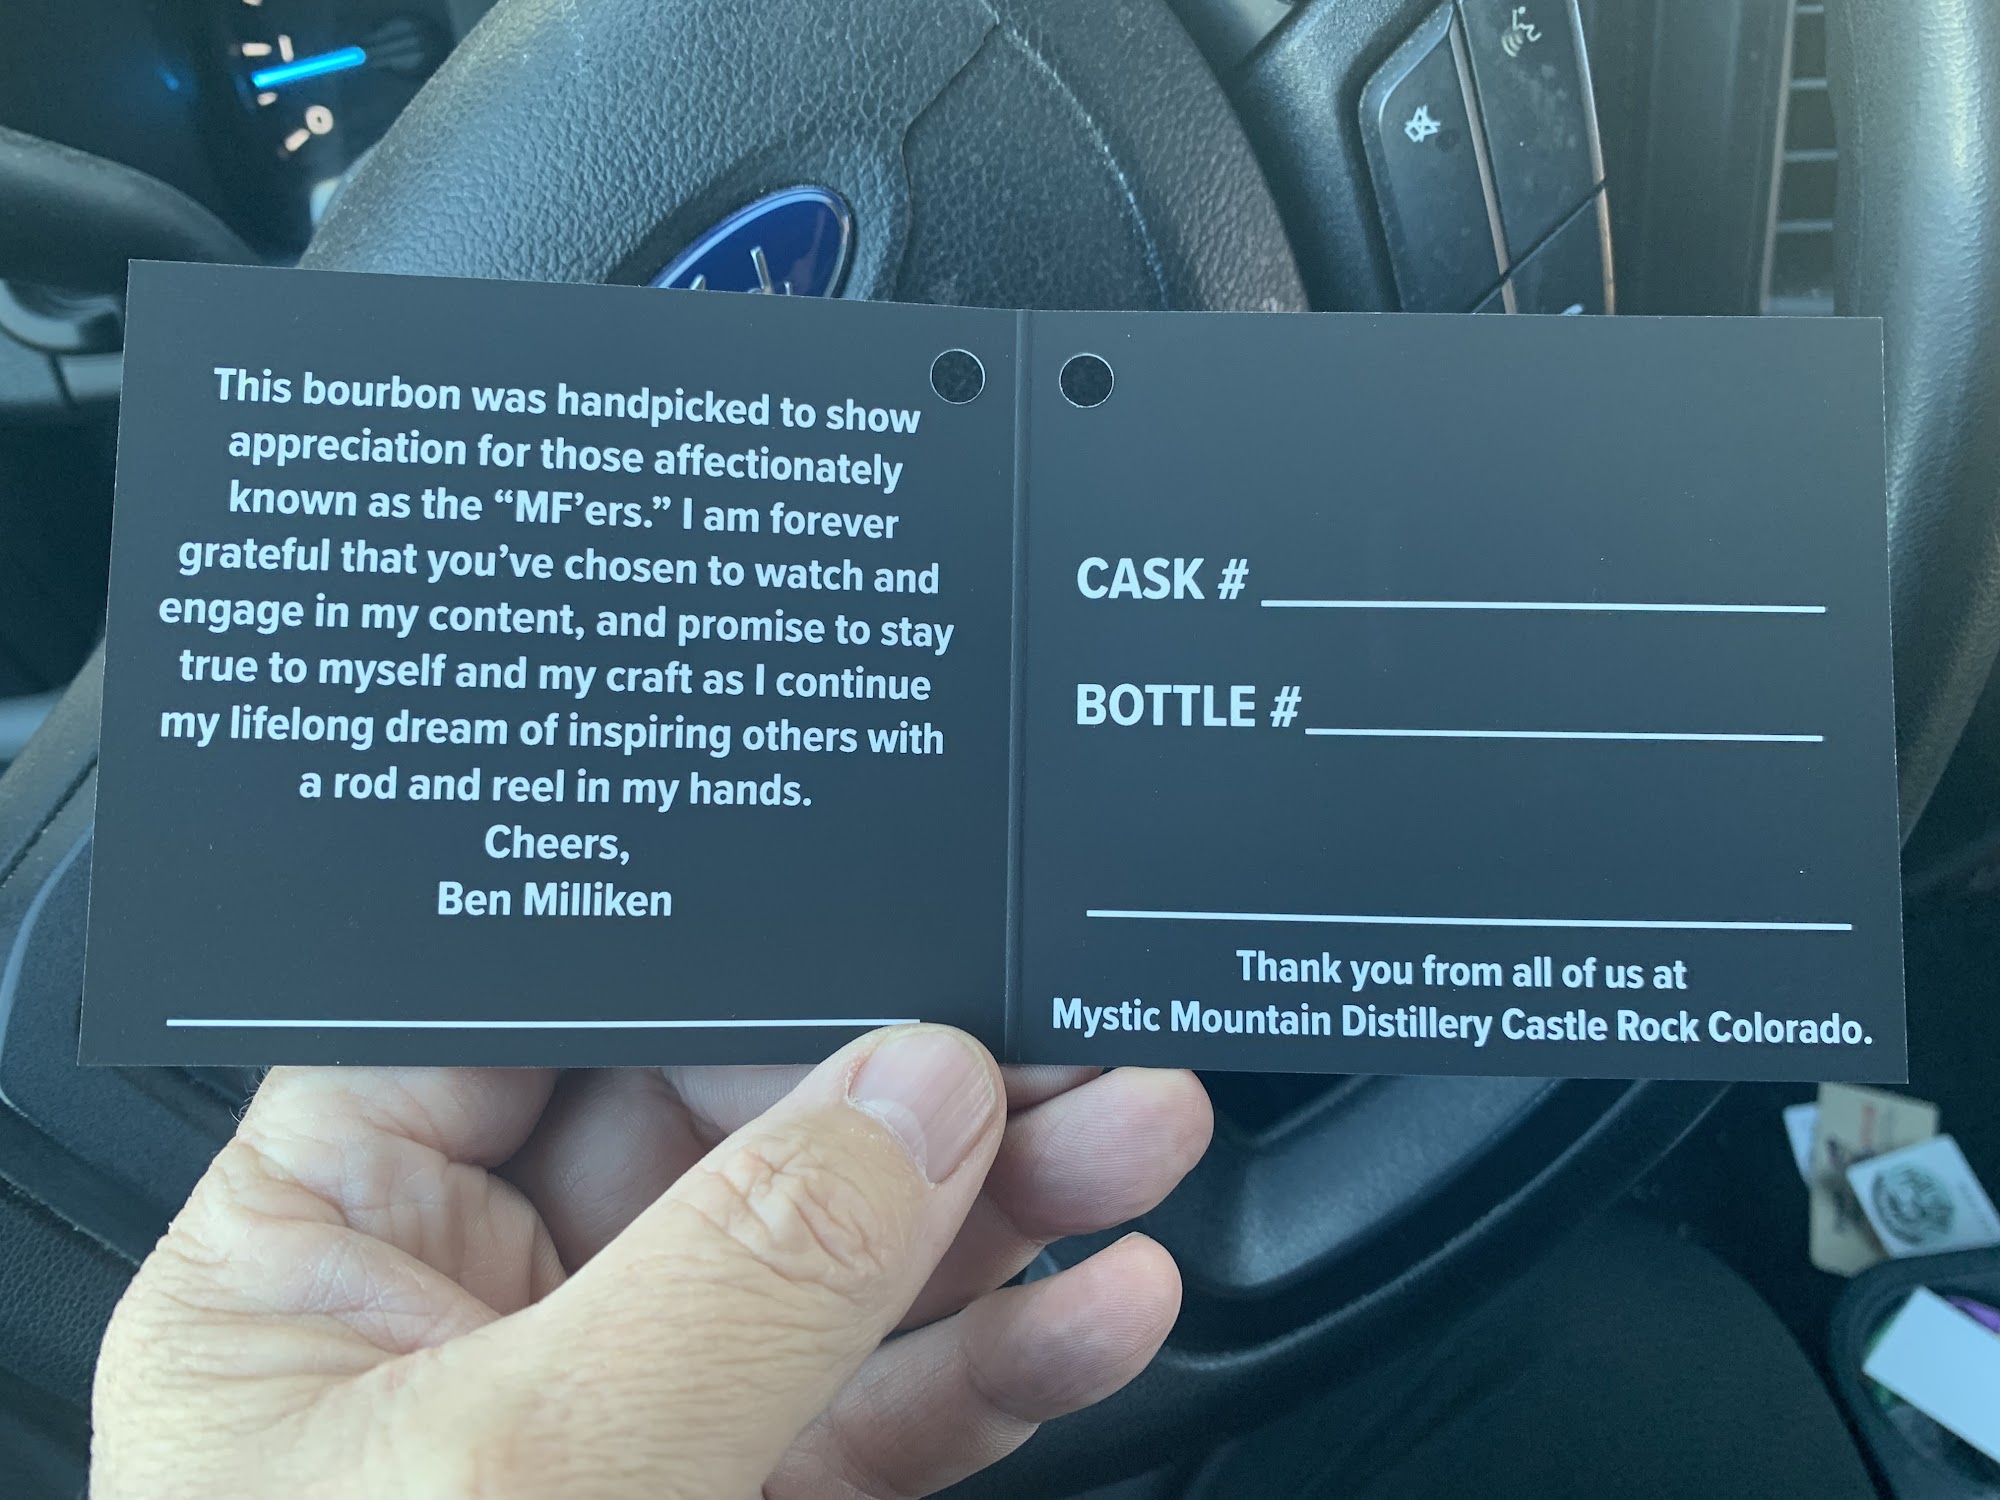 This bourbon was handpicked to show
appreciation for those affectionately
known as the “MF’ers.” I am forever
grateful that you’ve chosen to watch and
engage in my content, and promise to stay
true to myself and my craft as I continue
my lifelong dream of inspiring others with
a rod and reel in my hands.
Cheers,
Ben Milliken
CASK #
BOTTLE #
Thank you from all of us at
Mystic Mountain Distillery Castle Rock Colorado.